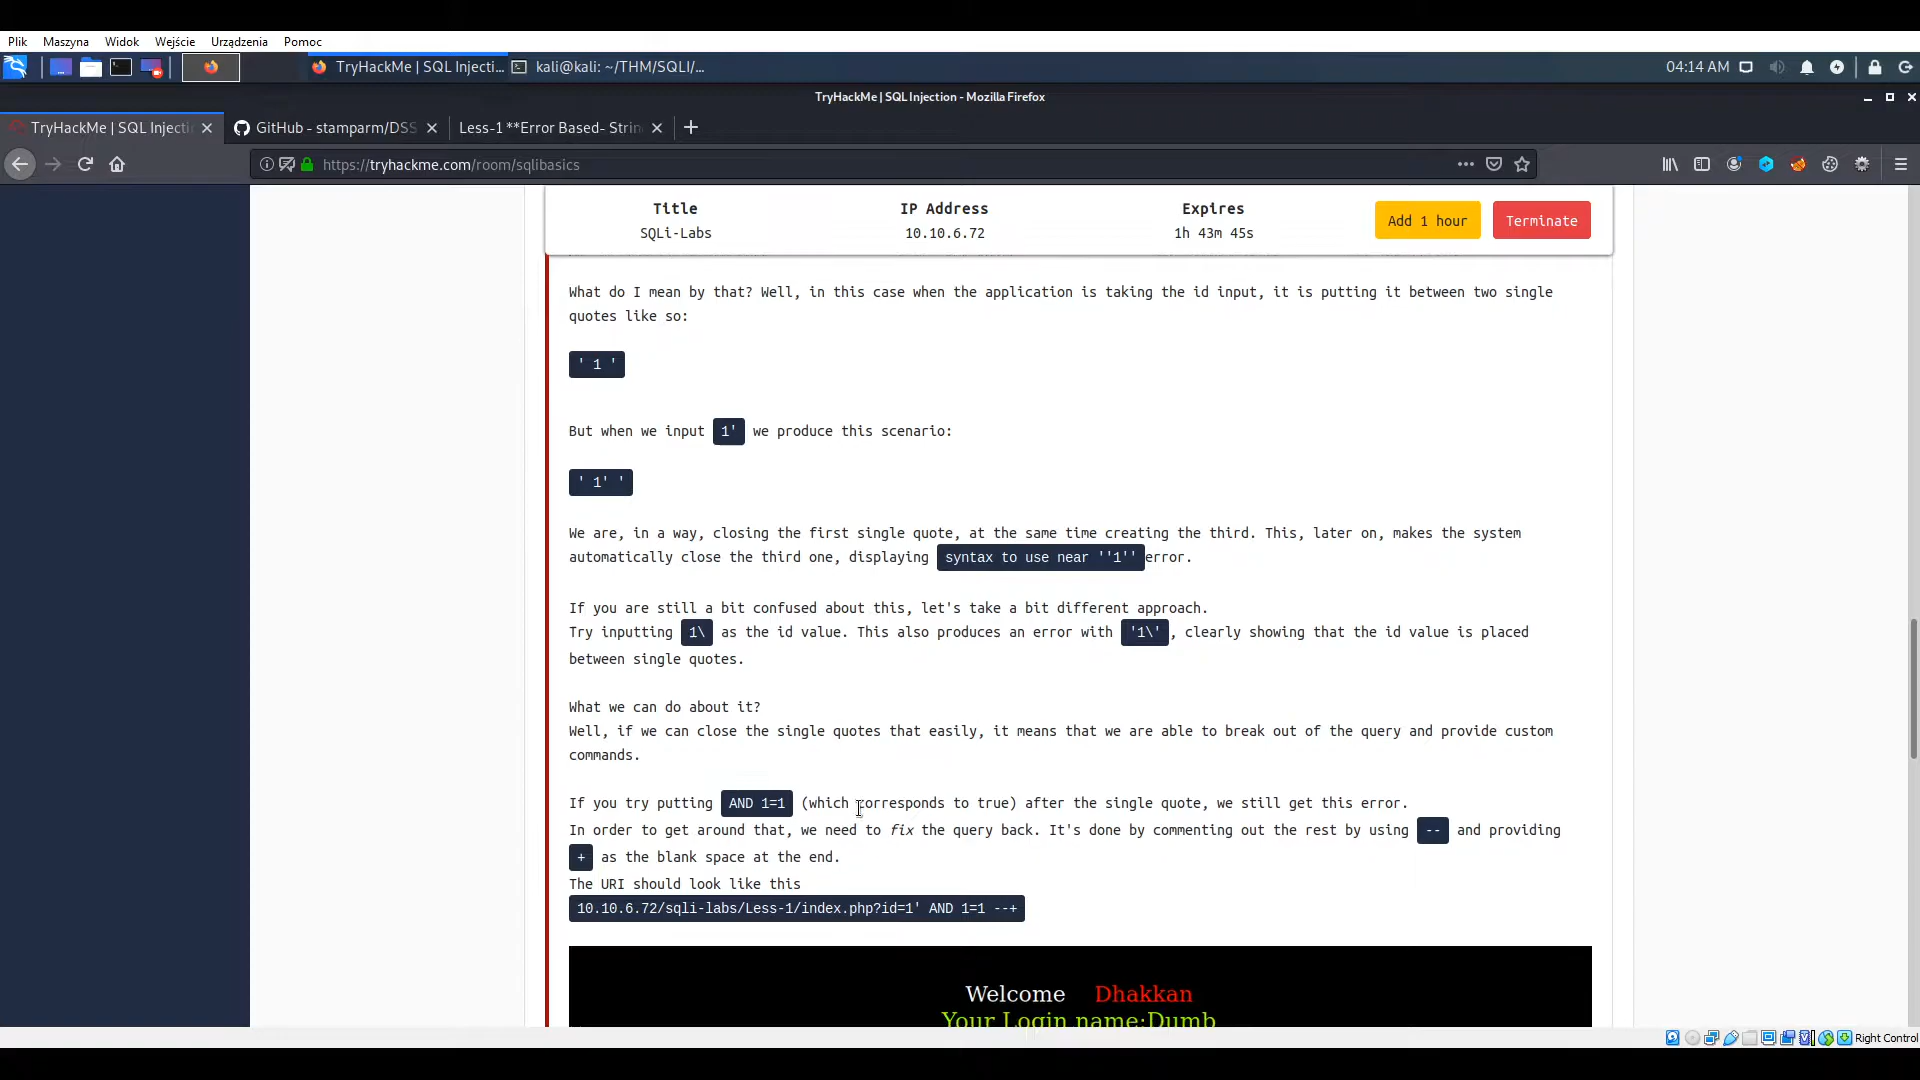 Plik Maszyna Widok Wejście Urządzenia Pomoc
TryHackMe | SQL Injecti... kali@kali: ~/THM/SQLI/... 04:14 AM
TryHackMe | SQL Injection - Mozilla Firefox
TryHackMe | SQL Injecti GitHub - stamparm/DSS Less-1 **Error Based- Strin
https://tryhackme.com/room/sqlibasics
Title IP Address Expires
SQLi-Labs 10.10.6.72 1h 43m 45s
Add 1 hour Terminate
What do I mean by that? Well, in this case when the application is taking the id input, it is putting it between two single
quotes like so:
' 1 '
But when we input 1' we produce this scenario:
' 1' '
We are, in a way, closing the first single quote, at the same time creating the third. This, later on, makes the system
automatically close the third one, displaying syntax to use near ''1'' error.
If you are still a bit confused about this, let's take a bit different approach.
Try inputting 1\ as the id value. This also produces an error with '1\' , clearly showing that the id value is placed
between single quotes.
What we can do about it?
Well, if we can close the single quotes that easily, it means that we are able to break out of the query and provide custom
commands.
If you try putting AND 1=1 (which corresponds to true) after the single quote, we still get this error.
In order to get around that, we need to fix the query back. It's done by commenting out the rest by using -- and providing
+ as the blank space at the end.
The URI should look like this
10.10.6.72/sqli-labs/Less-1/index.php?id=1' AND 1=1 --+
Welcome Dhakkan
Your Login name:Dumb
Right Control